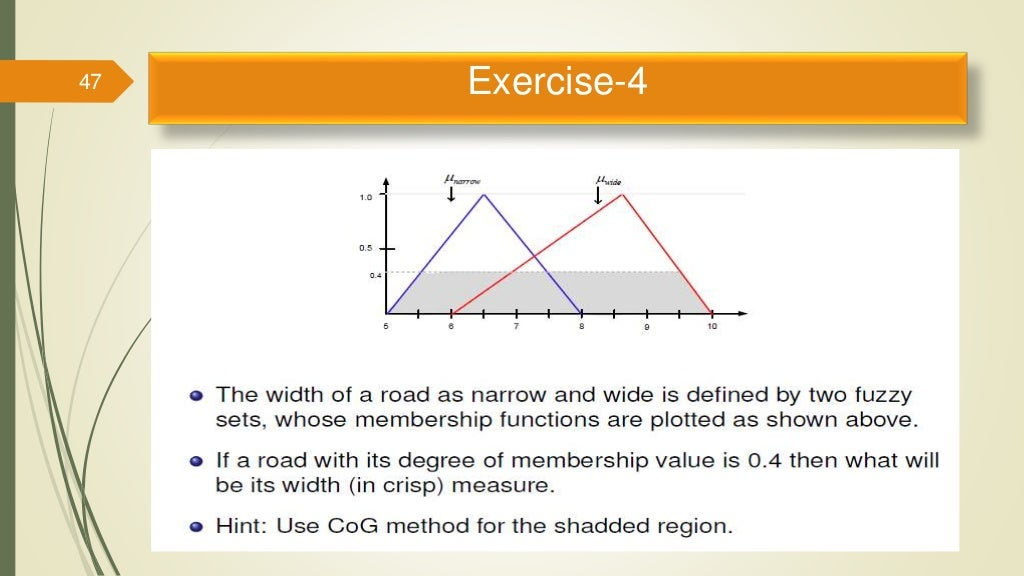 47
Exercise-4
μnarrow
μwide
1.0
0.5
0.4
5 6 7 8 9 10
The width of a road as narrow and wide is defined by two fuzzy
sets, whose membership functions are plotted as shown above.
If a road with its degree of membership value is 0.4 then what will
be its width (in crisp) measure.
Hint: Use CoG method for the shadded region.